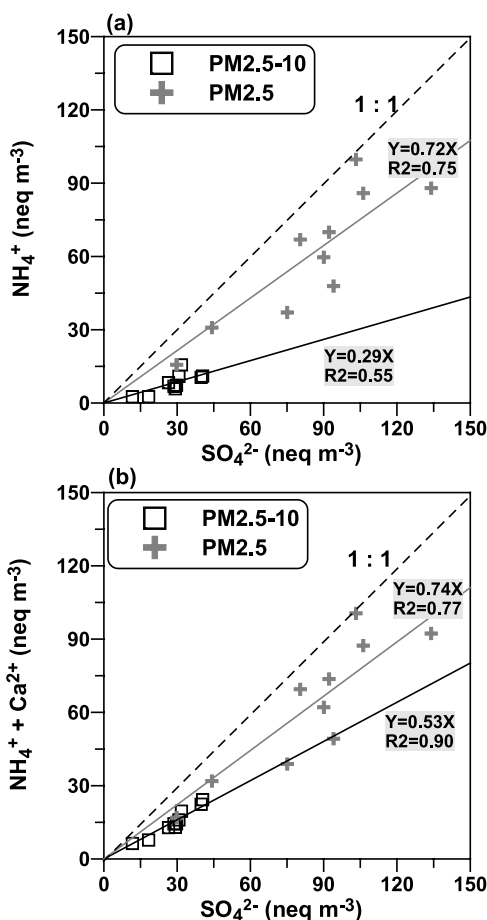 (a)
150
120
90
60
30
0
NH₄⁺ (neq m⁻³)
PM2.5-10
PM2.5
1 : 1
Y=0.72X
R2=0.75
Y=0.29X
R2=0.55
0 30 60 90 120 150
SO₄²⁻ (neq m⁻³)
(b)
150
120
90
60
30
0
NH₄⁺ + Ca²⁺ (neq m⁻³)
PM2.5-10
PM2.5
1 : 1
Y=0.74X
R2=0.77
Y=0.53X
R2=0.90
0 30 60 90 120 150
SO₄²⁻ (neq m⁻³)